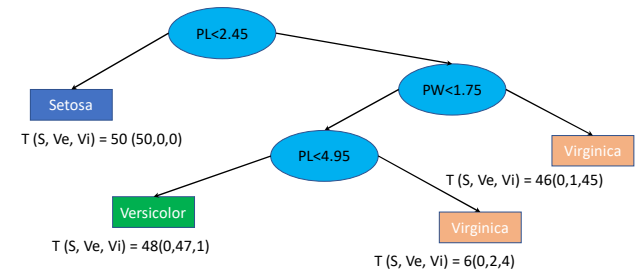 PL<2.45
Setosa
PW<1.75
T (S, Ve, Vi) = 50 (50,0,0)
PL<4.95
Virginica
T (S, Ve, Vi) = 46(0,1,45)
Versicolor
Virginica
T (S, Ve, Vi) = 48(0,47,1)
T (S, Ve, Vi) = 6(0,2,4)